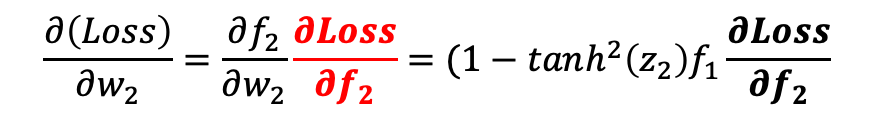 ∂(Loss)/∂w₂ = ∂f₂/∂w₂ ∂Loss/∂f₂ = (1 − tanh²(z₂)f₁ ∂Loss/∂f₂